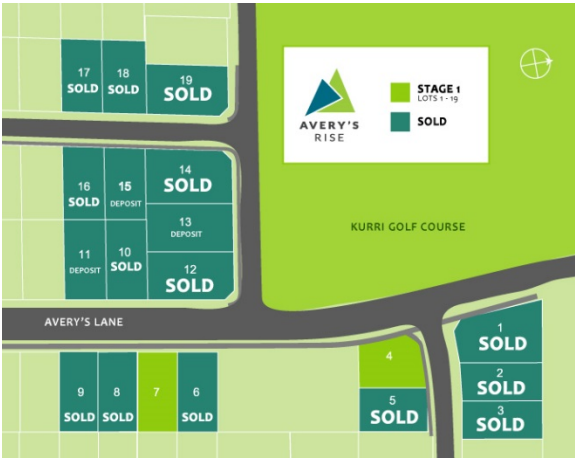 17
SOLD
18
SOLD
19
SOLD
AVERY'S
RISE
STAGE 1
LOTS 1 - 19
SOLD
16
SOLD
15
DEPOSIT
14
SOLD
13
DEPOSIT
11
DEPOSIT
10
SOLD
12
SOLD
KURRI GOLF COURSE
AVERY'S LANE
1
SOLD
2
SOLD
3
SOLD
4
5
SOLD
9
SOLD
8
SOLD
7
6
SOLD